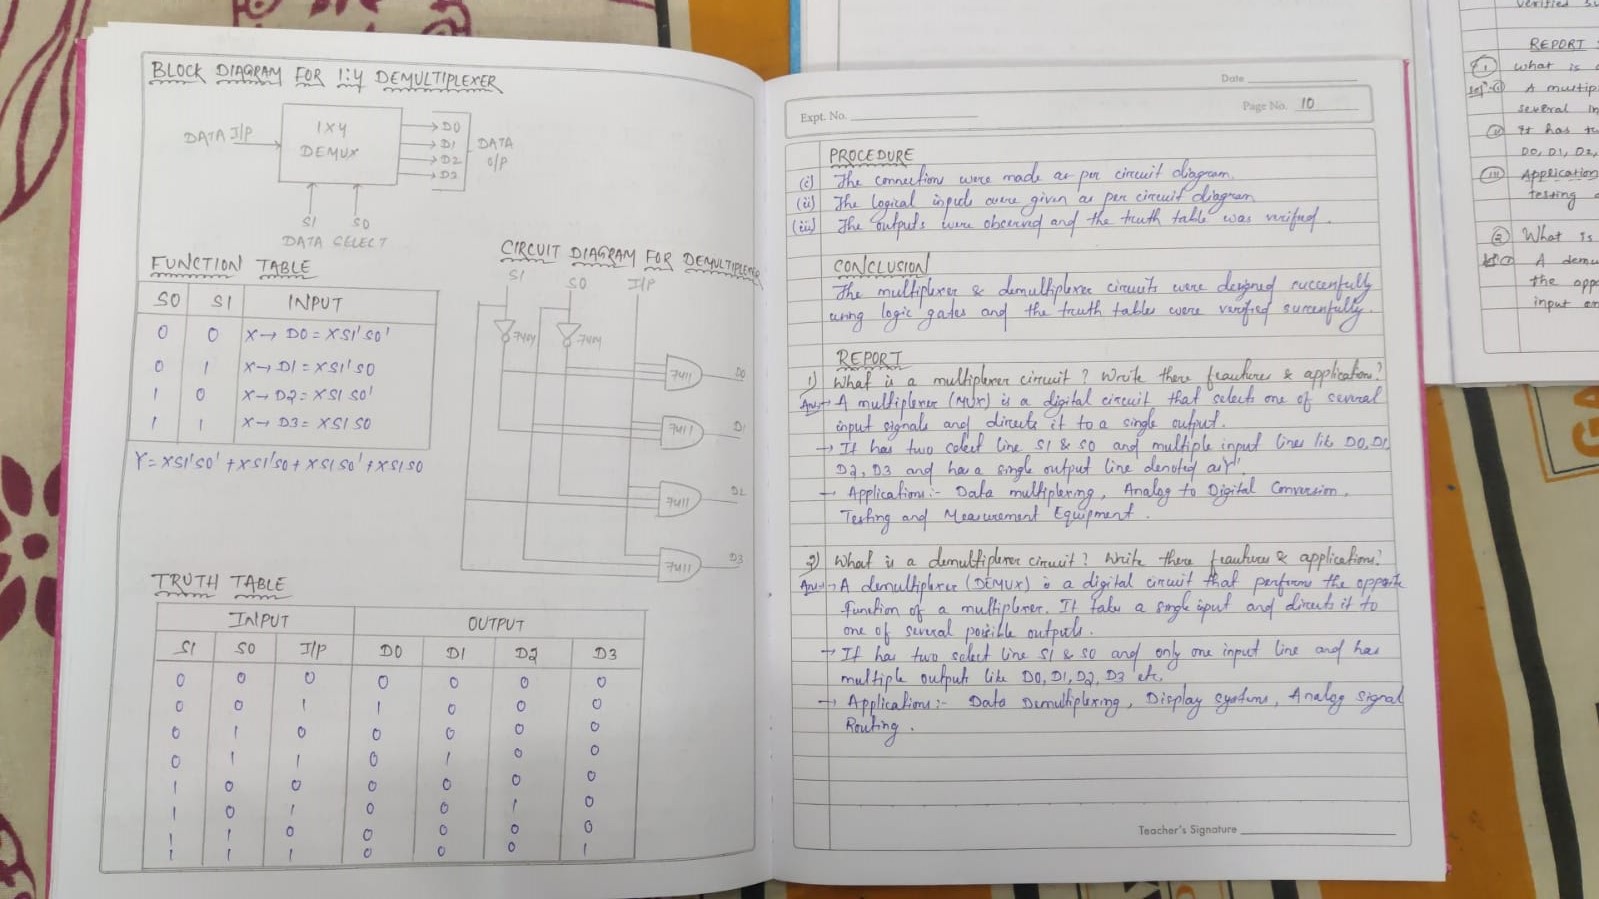 BLOCK DIAGRAM FOR 1:4 DEMULTIPLEXER
DATA I/P
1X4
DEMUX
D0
D1
D2
D3
DATA
O/P
S1 S0
DATA SELECT
FUNCTION TABLE
S0 S1 INPUT
0 0 X→ D0 = XS1'S0'
0 1 X→ D1 = XS1'S0
1 0 X→ D2 = XS1 S0'
1 1 X→ D3 = XS1 S0
Y = XS1'S0' + XS1'S0 + XS1 S0' + XS1 S0
CIRCUIT DIAGRAM FOR DEMULTIPLEXER
S1 S0 I/P
7404 7404
7411 D0
7411 D1
7411 D2
7411 D3
TRUTH TABLE
INPUT OUTPUT
S1 S0 I/P D0 D1 D2 D3
0 0 0 0 0 0 0
0 0 1 1 0 0 0
0 1 0 0 0 0 0
0 1 1 0 1 0 0
1 0 0 0 0 0 0
1 0 1 0 0 1 0
1 1 0 0 0 0 0
1 1 1 0 0 0 1
Date
Expt. No.
Page No. 10
PROCEDURE
(i) The connection were made as per circuit diagram.
(ii) The logical inputs were given as per circuit diagram
(iii) The outputs were observed and the truth table was verified.
CONCLUSION
The multiplexer & demultiplexer circuits were designed successfully
using logic gates and the truth tables were verified successfully.
REPORT
1) What is a multiplexer circuit? Write there features & application?
Ans:- → A multiplexer (MUX) is a digital circuit that selects one of several
input signals and directs it to a single output.
→ It has two select line S1 & S0 and multiple input lines like D0, D1,
D2, D3 and has a single output line denoted as 'Y'.
→ Application:- Data multiplexing, Analog to Digital Conversion,
Testing and Measurement Equipment.
2) What is a demultiplexer circuit? Write there features & application?
Ans:- → A demultiplexer (DEMUX) is a digital circuit that performs the opposite
function of a multiplexer. It takes a single input and directs it to
one of several possible outputs.
→ It has two select line S1 & S0 and only one input line and has
multiple outputs like D0, D1, D2, D3 etc.
→ Applications:- Data Demultiplexing, Display systems, Analog signal
Routing.
Teacher's Signature
verified
REPORT
(1) what is
A multip
several in
(ii) It has tw
D0, D1, D2,
(iii) Application
testing
(2) What is
A demu
the oppo
input on